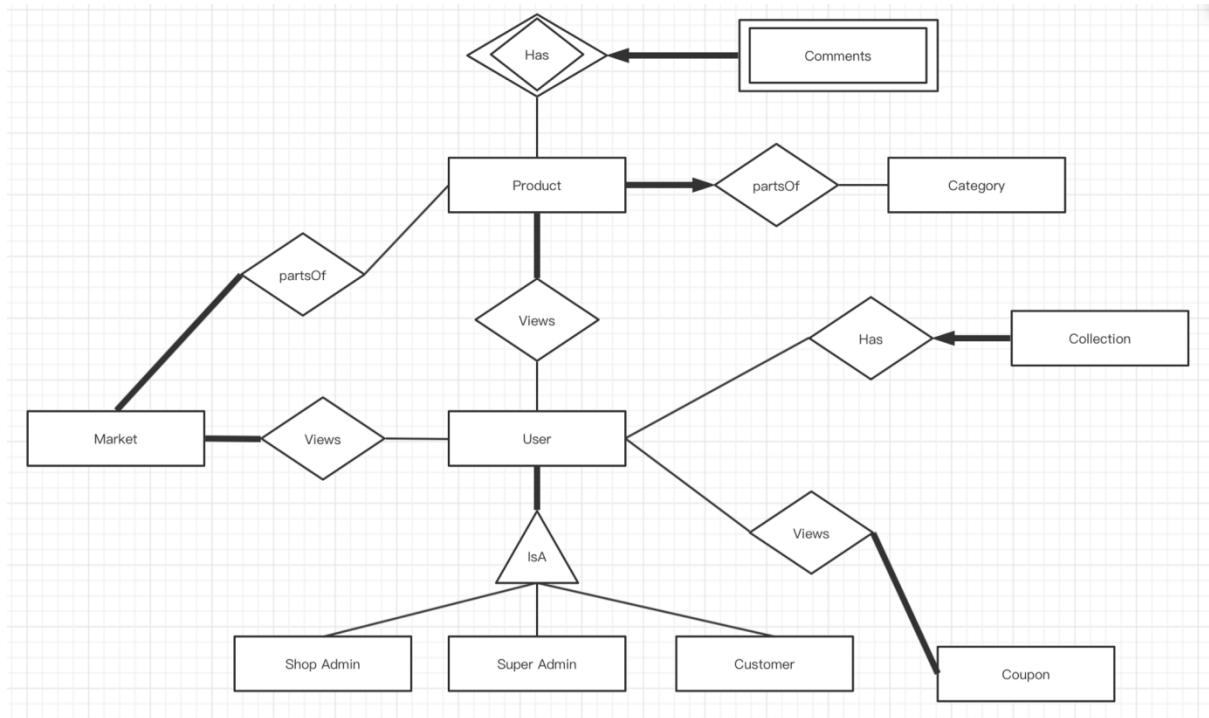 Has
Comments
Product
partsOf
Category
partsOf
Views
Has
Collection
Market
Views
User
Views
IsA
Shop Admin
Super Admin
Customer
Coupon